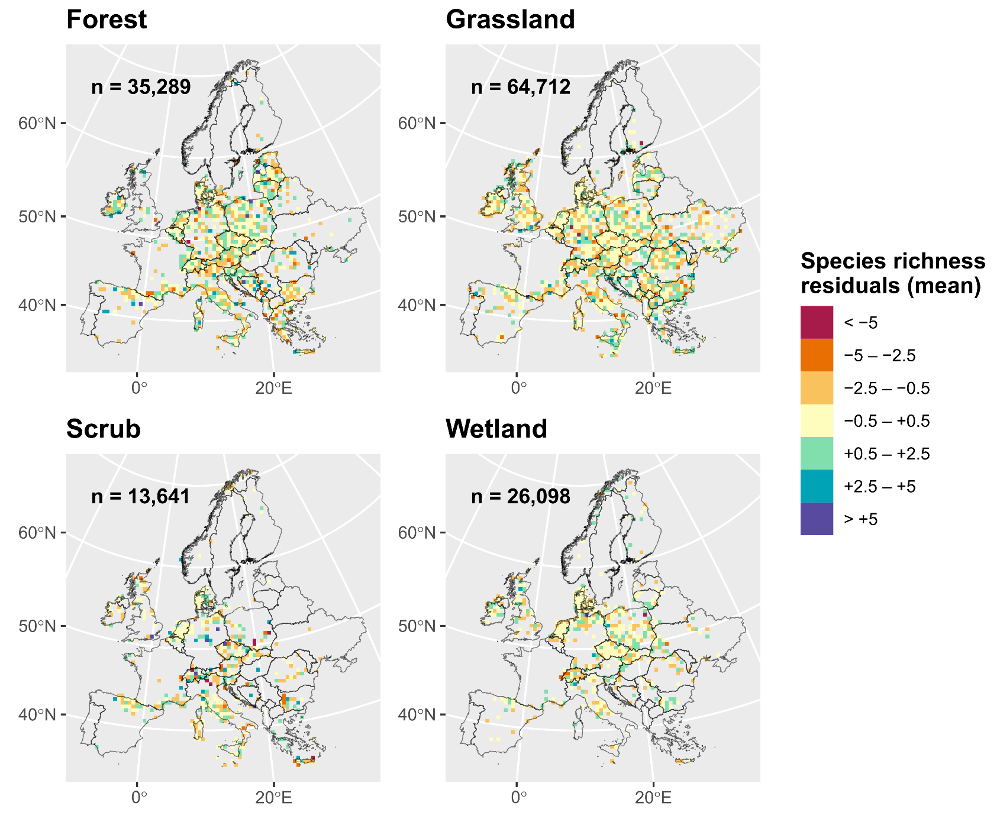 Forest
Grassland
n = 35,289
n = 64,712
60°N
50°N
40°N
0°
20°E
60°N
50°N
40°N
0°
20°E
Scrub
Wetland
n = 13,641
n = 26,098
60°N
50°N
40°N
0°
20°E
60°N
50°N
40°N
0°
20°E
Species richness
residuals (mean)
< −5
−5 – −2.5
−2.5 – −0.5
−0.5 – +0.5
+0.5 – +2.5
+2.5 – +5
> +5